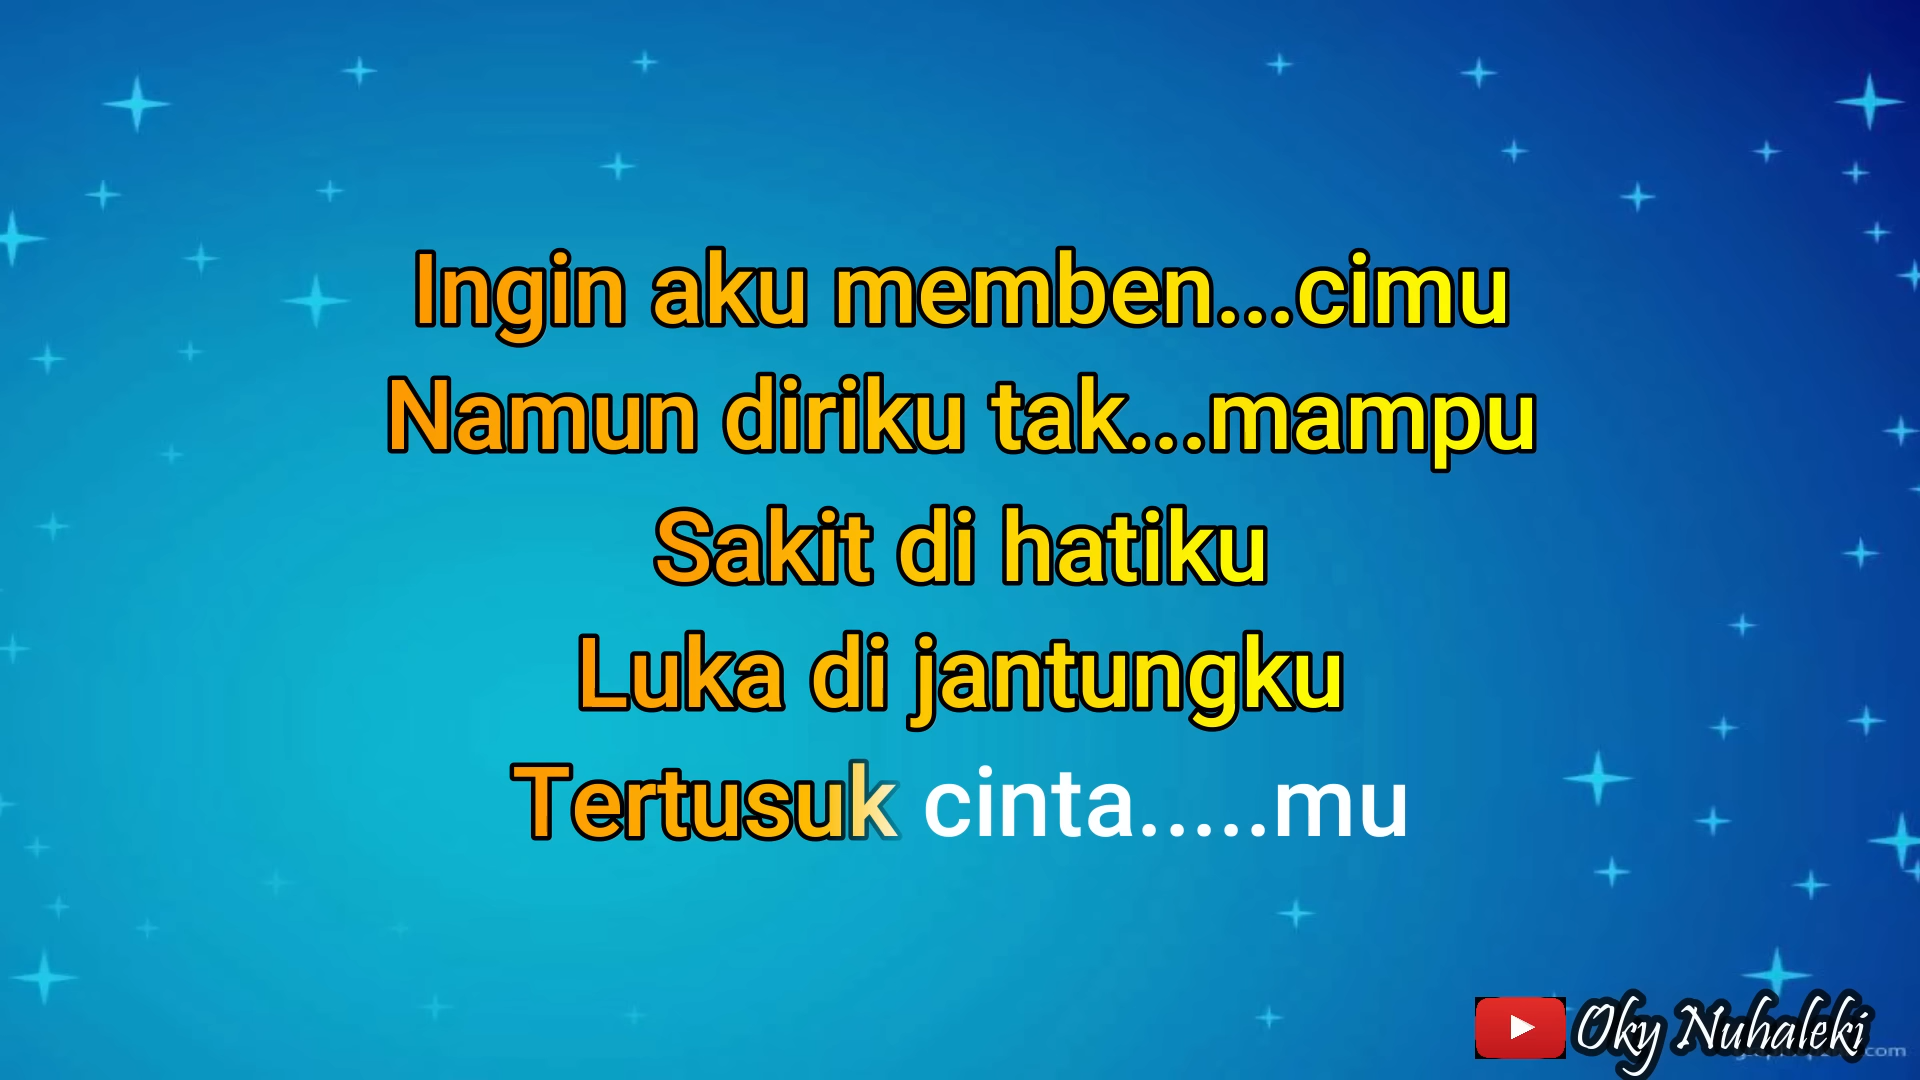 Ingin aku memben...cimu
Namun diriku tak...mampu
Sakit di hatiku
Luka di jantungku
Tertusuk cinta.....mu
Oky Nuhaleki